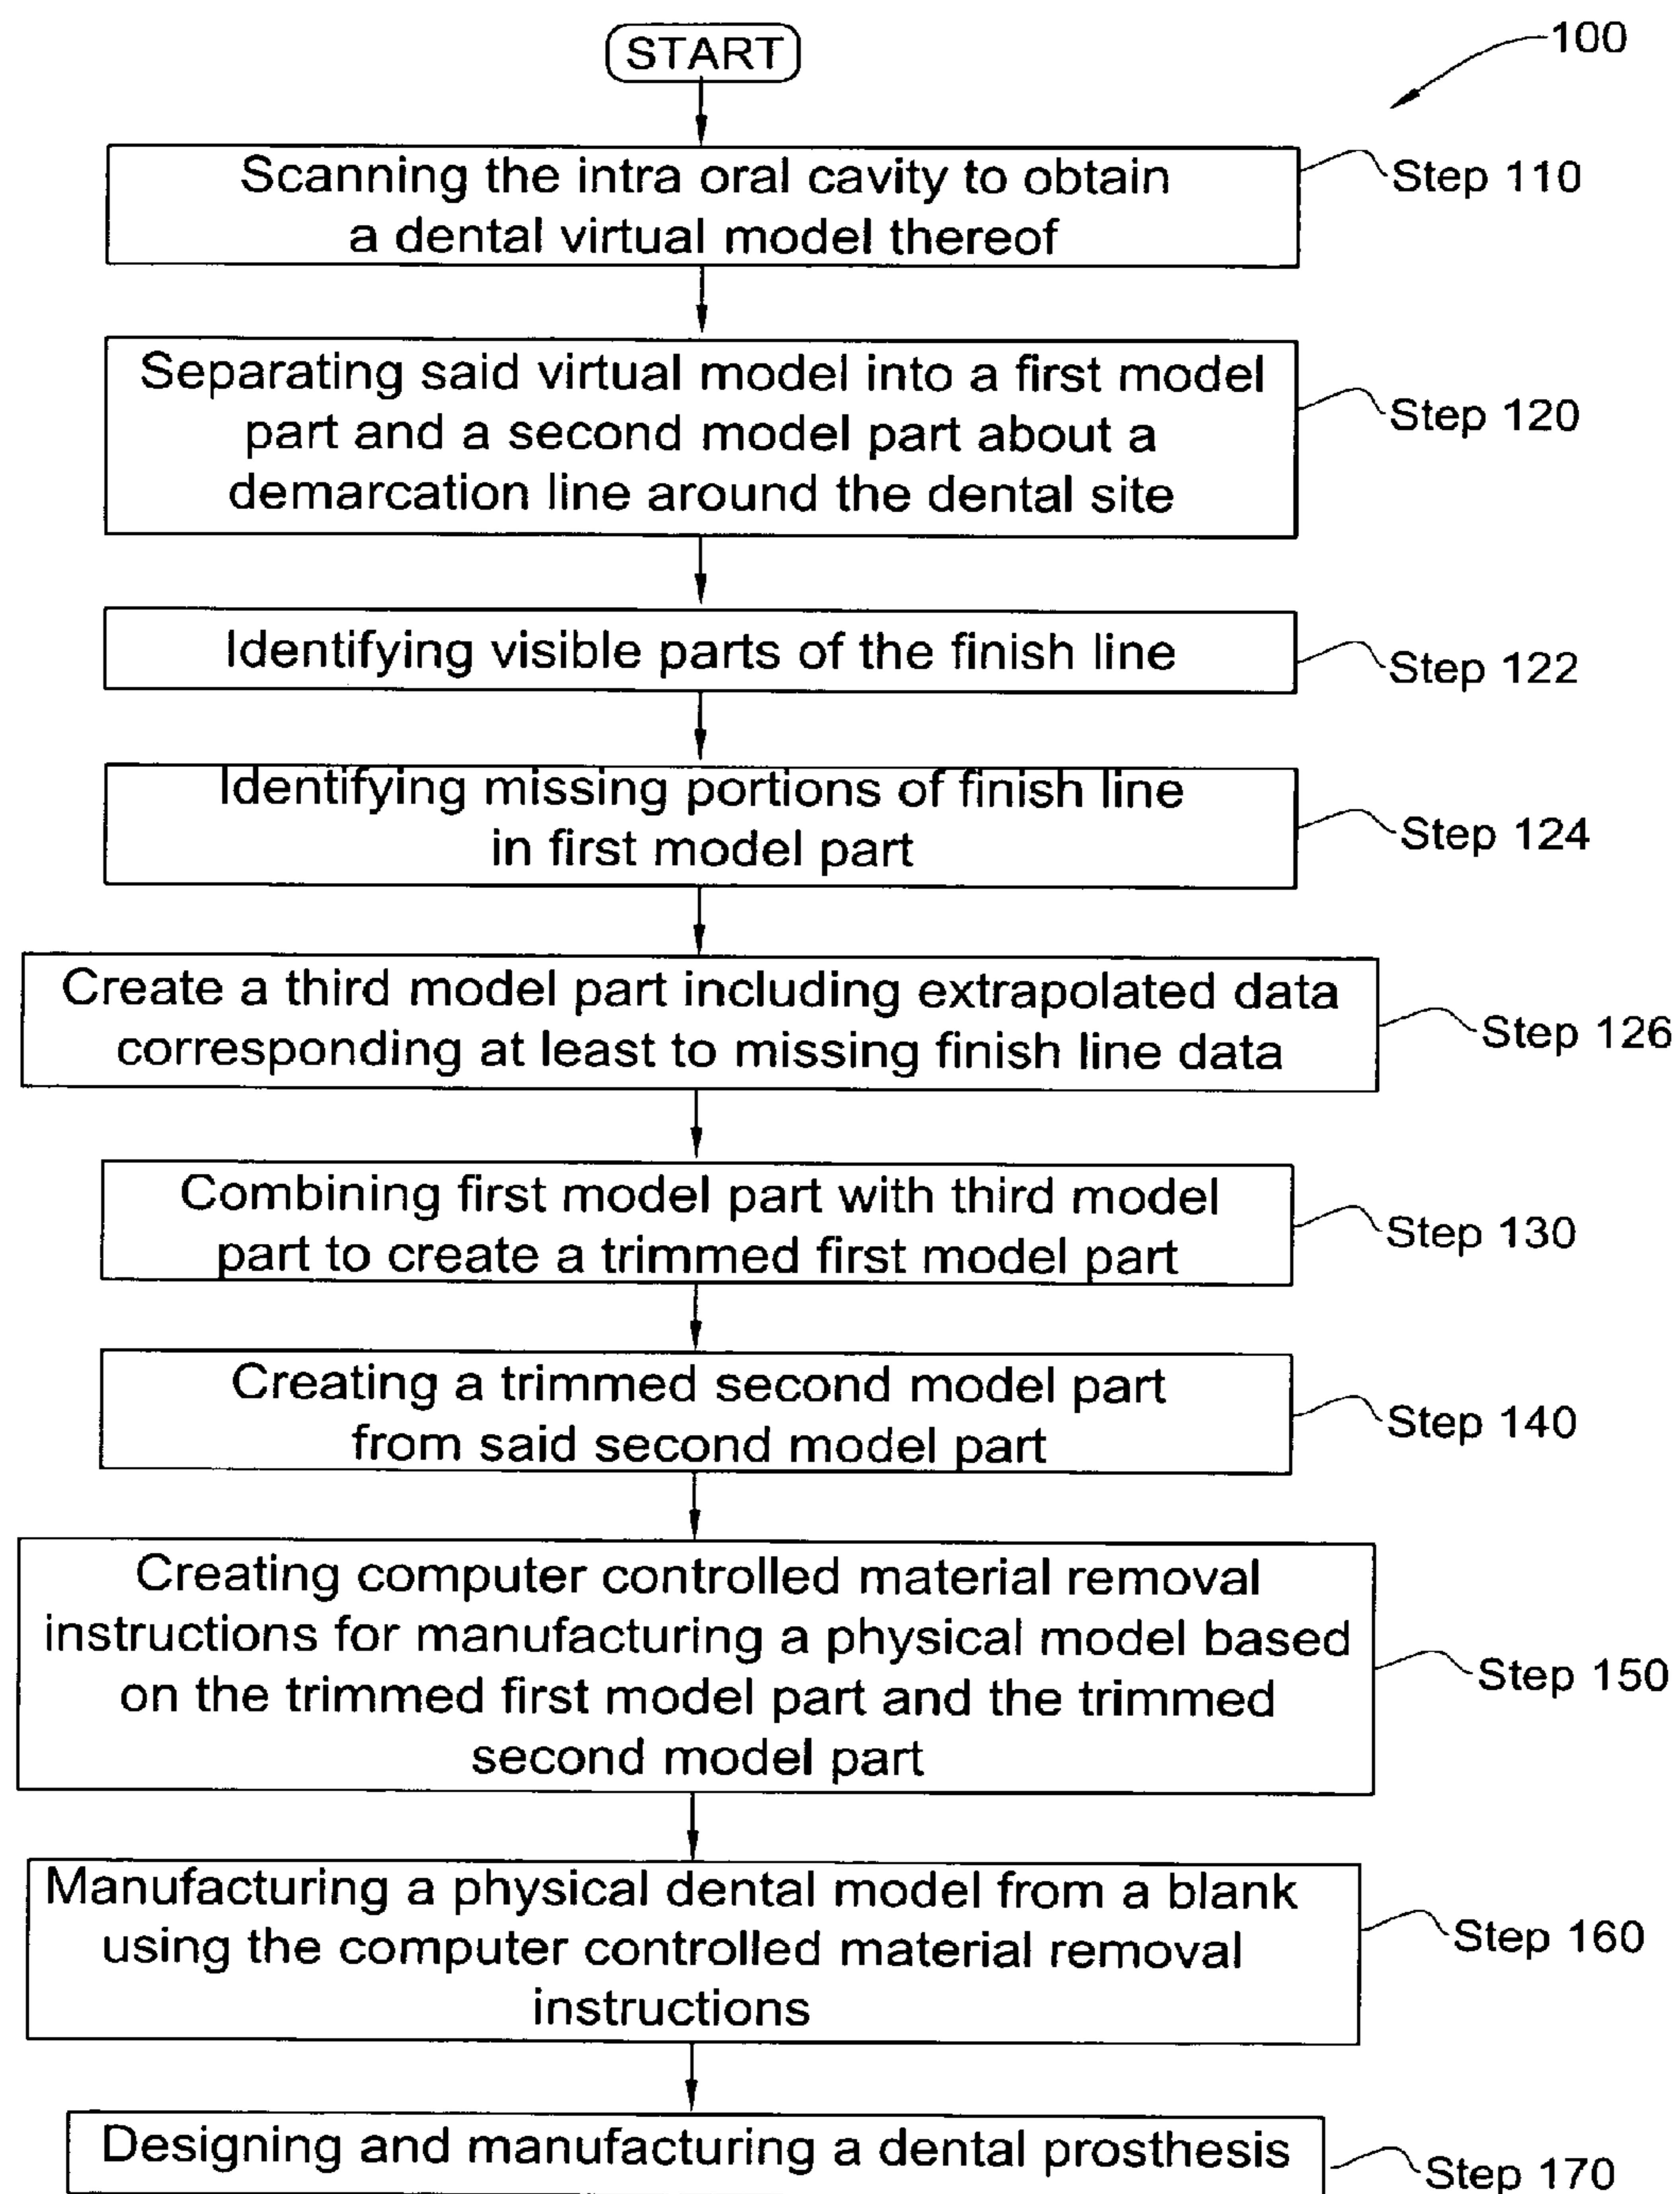 START
100
Scanning the intra oral cavity to obtain
a dental virtual model thereof
Step 110
Separating said virtual model into a first model
part and a second model part about a
demarcation line around the dental site
Step 120
Identifying visible parts of the finish line
Step 122
Identifying missing portions of finish line
in first model part
Step 124
Create a third model part including extrapolated data
corresponding at least to missing finish line data
Step 126
Combining first model part with third model
part to create a trimmed first model part
Step 130
Creating a trimmed second model part
from said second model part
Step 140
Creating computer controlled material removal
instructions for manufacturing a physical model based
on the trimmed first model part and the trimmed
second model part
Step 150
Manufacturing a physical dental model from a blank
using the computer controlled material removal
instructions
Step 160
Designing and manufacturing a dental prosthesis
Step 170